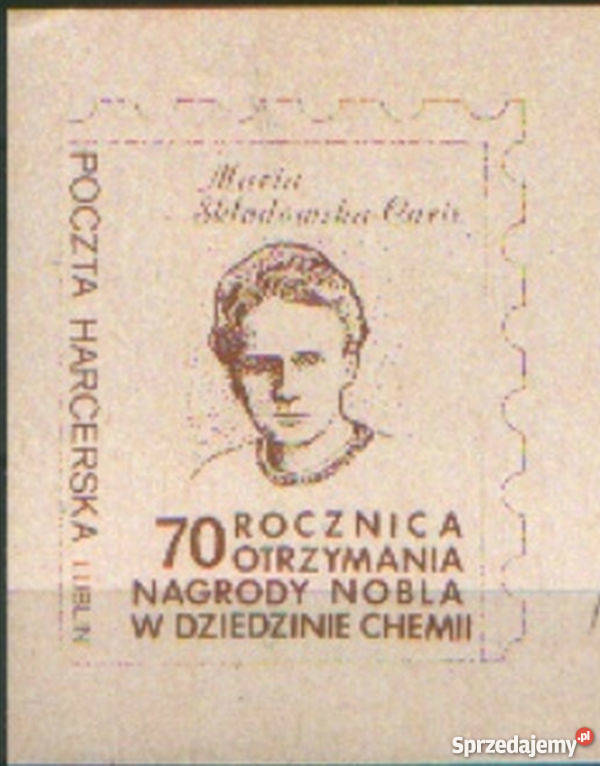 Maria
Skłodowska-Curie
POCZTA HARCERSKA LUBLIN
70 ROCZNICA
OTRZYMANIA
NAGRODY NOBLA
W DZIEDZINIE CHEMII
Sprzedajemy.pl